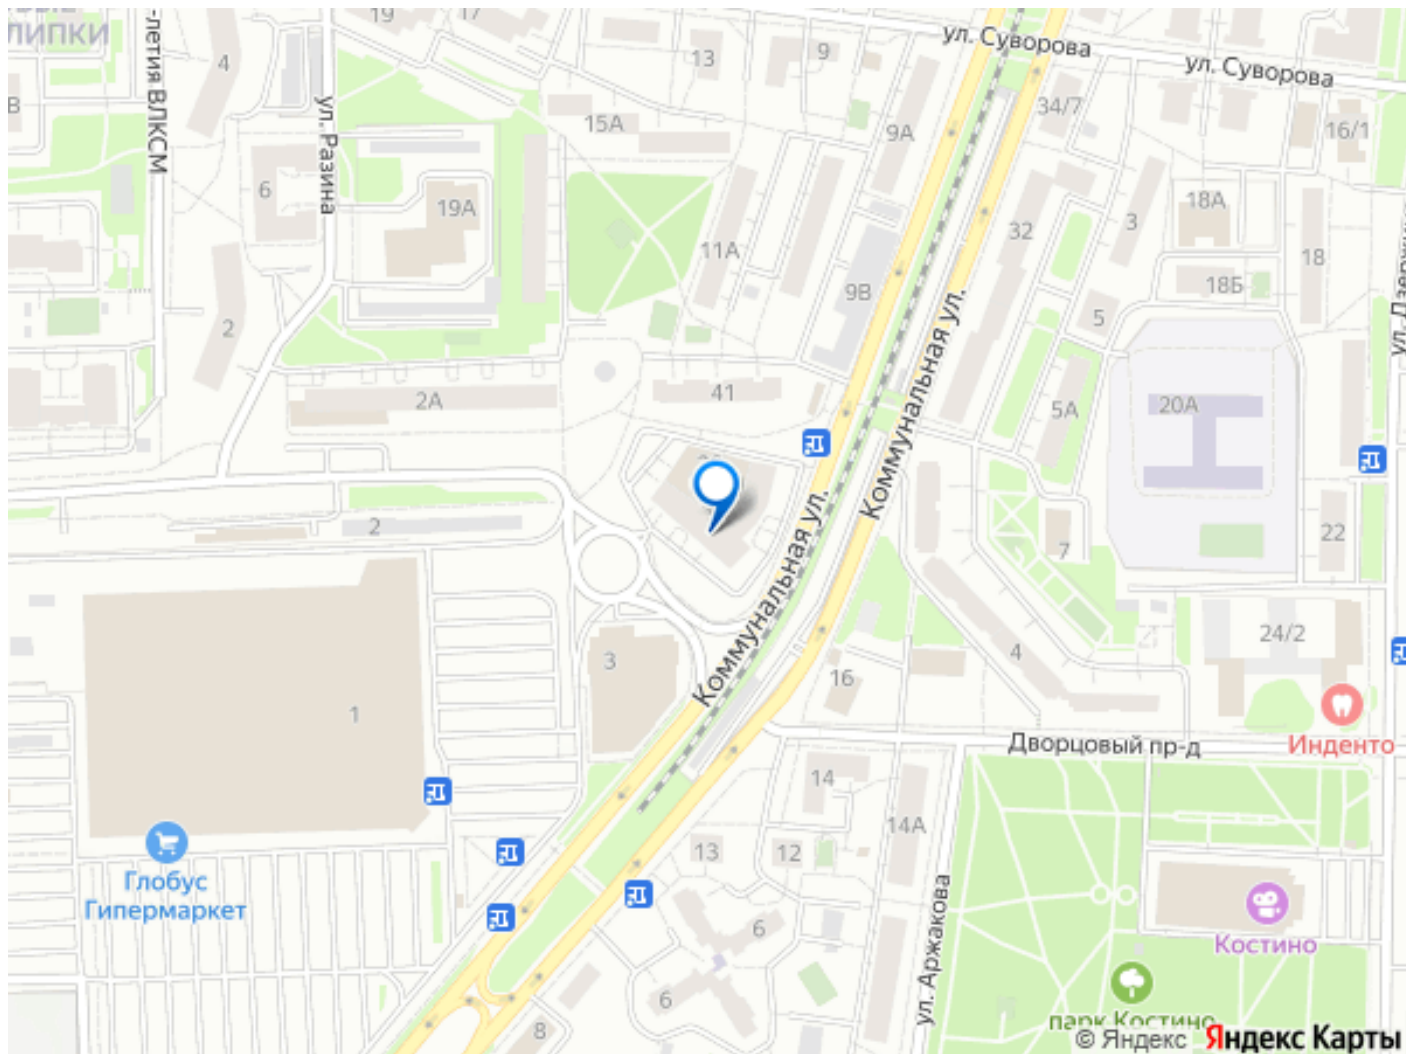 ЛИПКИ
-летия ВЛКСМ
ул. Разина
4
19
17
13
9
15А
9А
ул. Суворова
ул. Суворова
34/7
16/1
В
6
19А
11А
9В
32
3
18А
18
18Б
5
2
2А
41
5А
20А
Коммунальная ул.
Коммунальная ул.
2
7
22
3
1
4
24/2
16
Инденто
Дворцовый пр-д
14
14А
13
12
Глобус
Гипермаркет
6
6
8
ул. Аржакова
Костино
парк Костино
© Яндекс Яндекс Карты